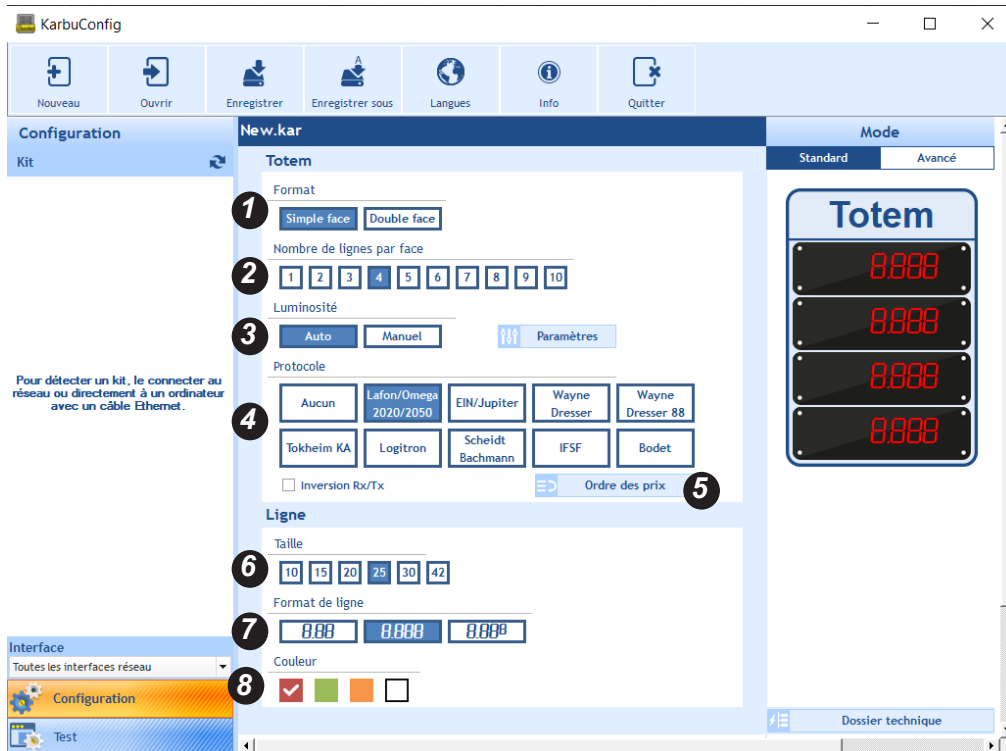 KarbuConfig
Nouveau
Ouvrir
Enregistrer
A
Enregistrer sous
Langues
Info
Quitter
Configuration
Kit
Pour détecter un kit, le connecter au
réseau ou directement à un ordinateur
avec un câble Ethernet.
Interface
Toutes les interfaces réseau
Configuration
Test
New.kar
Totem
1
Format
Simple face
Double face
2
Nombre de lignes par face
1 2 3 4 5 6 7 8 9 10
3
Luminosité
Auto
Manuel
Paramètres
4
Protocole
Aucun
Lafon/Omega
2020/2050
EIN/Jupiter
Wayne
Dresser
Wayne
Dresser 88
Tokheim KA
Logitron
Scheidt
Bachmann
IFSF
Bodet
Inversion Rx/Tx
Ordre des prix
5
Ligne
6
Taille
10 15 20 25 30 42
7
Format de ligne
8.88
8.888
8.888
8
Couleur
Mode
Standard
Avancé
Totem
8.888
8.888
8.888
8.888
Dossier technique